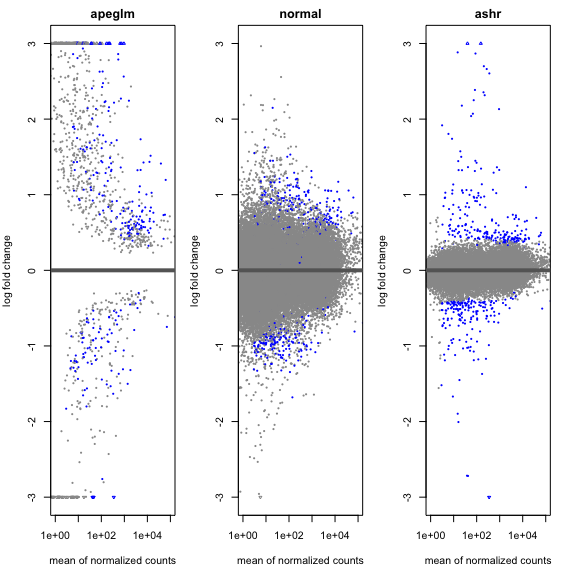 apeglm
normal
ashr
3
2
1
0
-1
-2
-3
log fold change
1e+00
1e+02
1e+04
mean of normalized counts
3
2
1
0
-1
-2
-3
log fold change
1e+00
1e+02
1e+04
mean of normalized counts
3
2
1
0
-1
-2
-3
log fold change
1e+00
1e+02
1e+04
mean of normalized counts